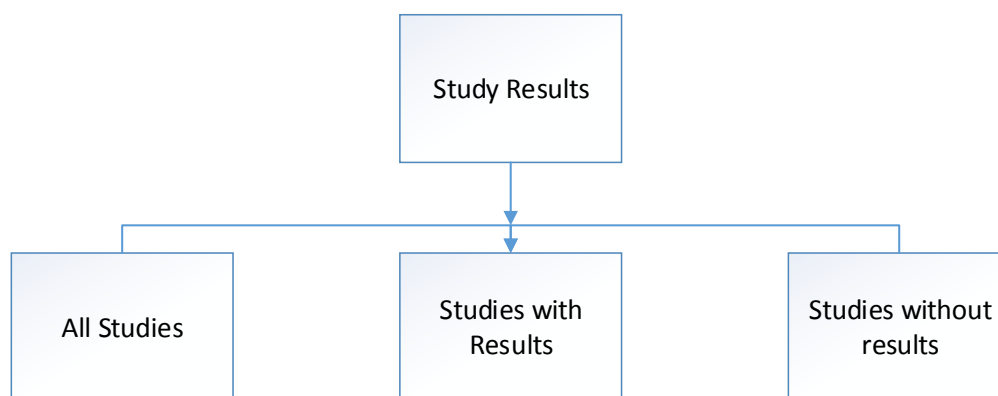 Study Results
All Studies
Studies with
Results
Studies without
results